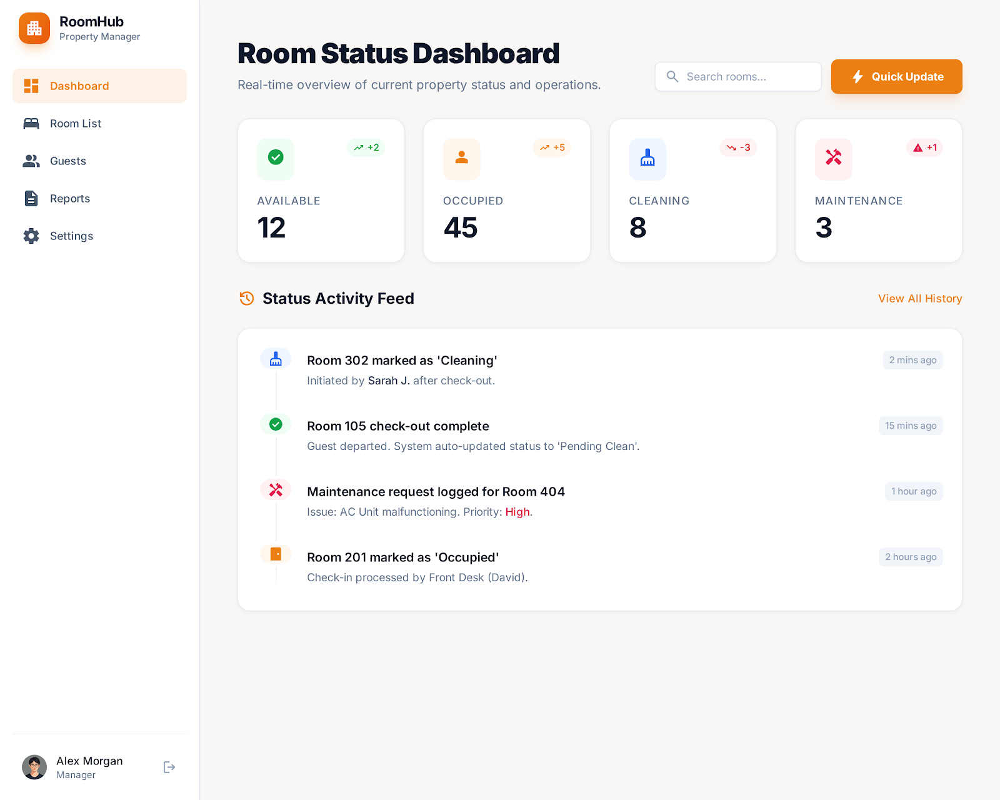 RoomHub
Property Manager
Dashboard
Room List
Guests
Reports
Settings
Alex Morgan
Manager
Room Status Dashboard
Real-time overview of current property status and operations.
Search rooms...
Quick Update
+2
AVAILABLE
12
+5
OCCUPIED
45
-3
CLEANING
8
+1
MAINTENANCE
3
Status Activity Feed
View All History
Room 302 marked as 'Cleaning'
2 mins ago
Initiated by Sarah J. after check-out.
Room 105 check-out complete
15 mins ago
Guest departed. System auto-updated status to 'Pending Clean'.
Maintenance request logged for Room 404
1 hour ago
Issue: AC Unit malfunctioning. Priority: High.
Room 201 marked as 'Occupied'
2 hours ago
Check-in processed by Front Desk (David).